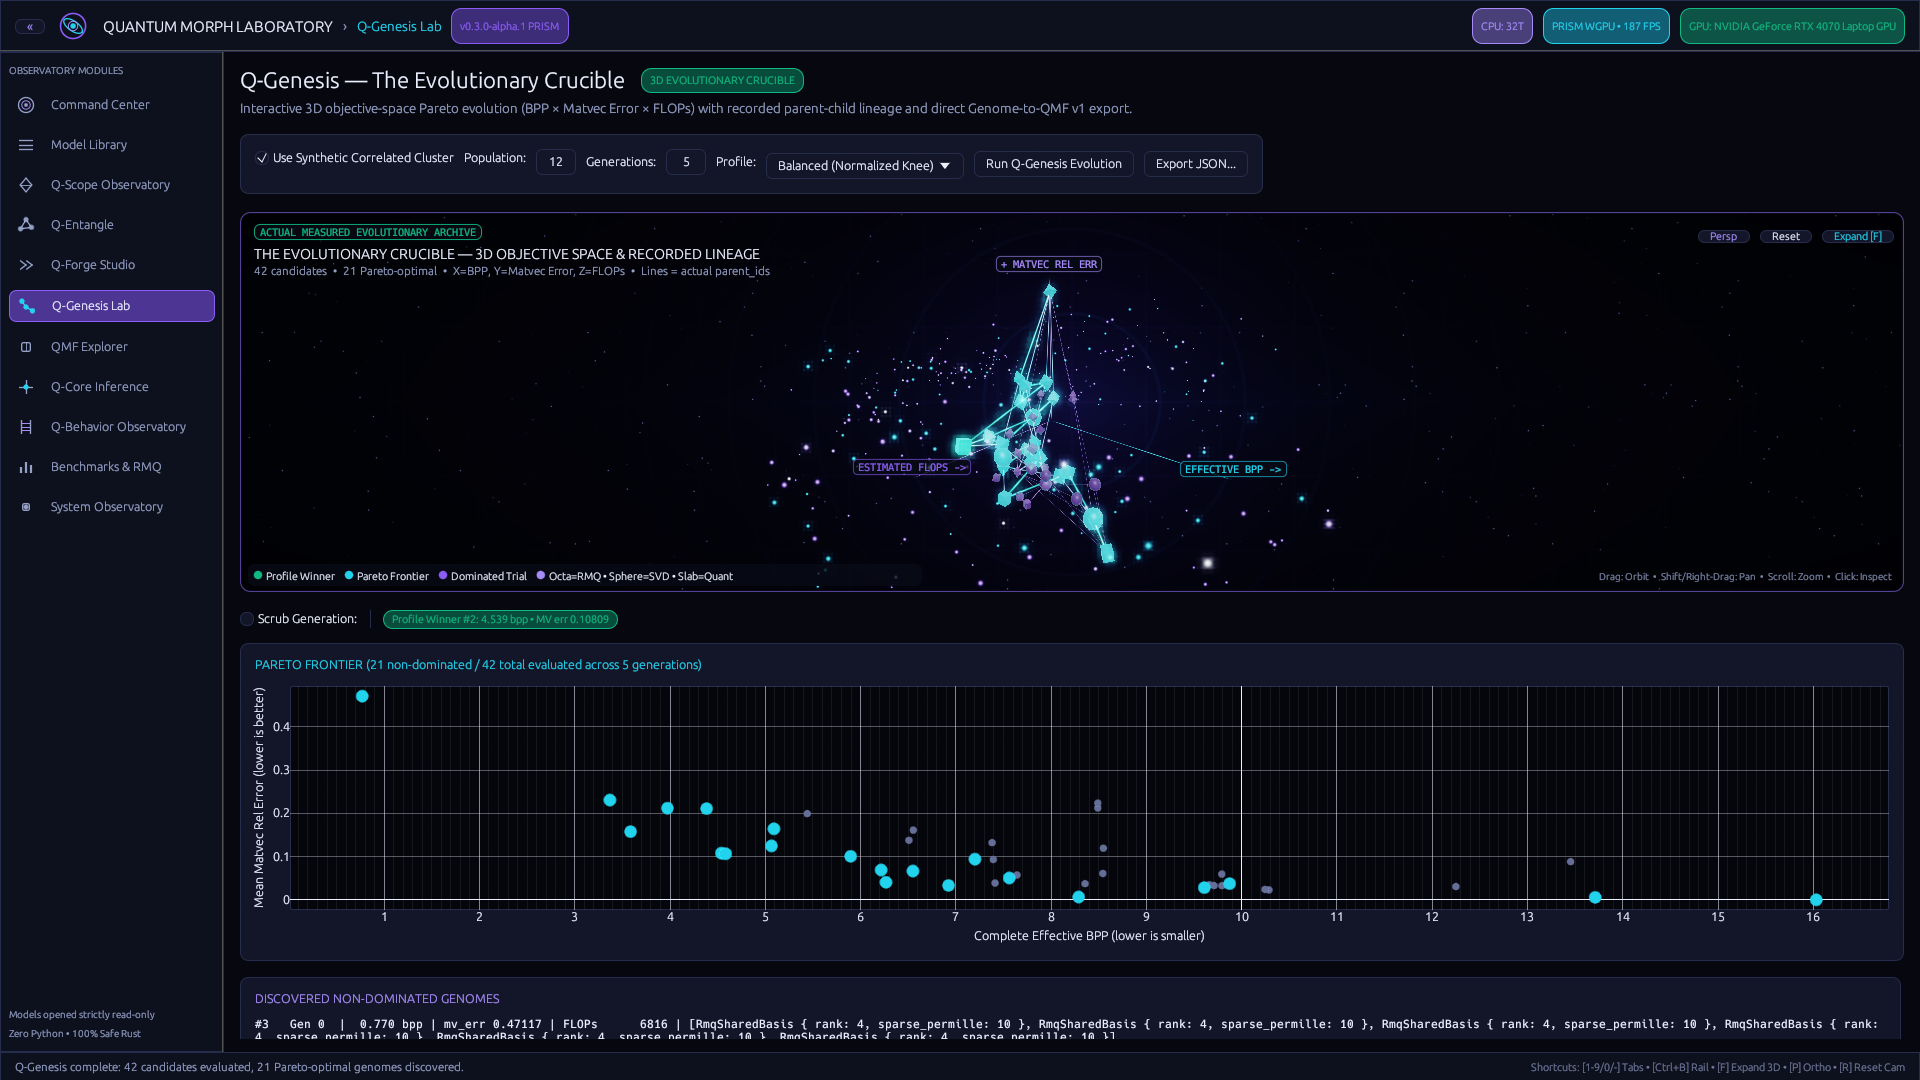 «
QUANTUM MORPH LABORATORY › Q-Genesis Lab v0.3.0-alpha.1 PRISM
CPU: 32T PRISM WGPU • 187 FPS GPU: NVIDIA GeForce RTX 4070 Laptop GPU
OBSERVATORY MODULES
Command Center
Model Library
Q-Scope Observatory
Q-Entangle
Q-Forge Studio
Q-Genesis Lab
QMF Explorer
Q-Core Inference
Q-Behavior Observatory
Benchmarks & RMQ
System Observatory
Models opened strictly read-only
Zero Python • 100% Safe Rust
Q-Genesis — The Evolutionary Crucible 3D EVOLUTIONARY CRUCIBLE
Interactive 3D objective-space Pareto evolution (BPP × Matvec Error × FLOPs) with recorded parent-child lineage and direct Genome-to-QMF v1 export.
Use Synthetic Correlated Cluster Population: 12 Generations: 5 Profile: Balanced (Normalized Knee) Run Q-Genesis Evolution Export JSON...
ACTUAL MEASURED EVOLUTIONARY ARCHIVE
THE EVOLUTIONARY CRUCIBLE — 3D OBJECTIVE SPACE & RECORDED LINEAGE
42 candidates • 21 Pareto-optimal • X=BPP, Y=Matvec Error, Z=FLOPs • Lines = actual parent_ids
Persp Reset Expand [F]
+ MATVEC REL ERR
ESTIMATED FLOPS ->
EFFECTIVE BPP ->
Profile Winner Pareto Frontier Dominated Trial Octa=RMQ • Sphere=SVD • Slab=Quant
Drag: Orbit • Shift/Right-Drag: Pan • Scroll: Zoom • Click: Inspect
Scrub Generation: Profile Winner #2: 4.539 bpp • MV err 0.10809
PARETO FRONTIER (21 non-dominated / 42 total evaluated across 5 generations)
Mean Matvec Rel Error (lower is better)
0.4
0.3
0.2
0.1
0
1 2 3 4 5 6 7 8 9 10 11 12 13 14 15 16
Complete Effective BPP (lower is smaller)
DISCOVERED NON-DOMINATED GENOMES
#3 Gen 0 | 0.770 bpp | mv_err 0.47117 | FLOPs 6816 | [RmqSharedBasis { rank: 4, sparse_permille: 10 }, RmqSharedBasis { rank: 4, sparse_permille: 10 }, RmqSharedBasis { rank: 4, sparse_permille: 10 }, RmqSharedBasis { rank:
4, sparse_permille: 10 }, RmqSharedBasis { rank: 4, sparse_permille: 10 }, RmqSharedBasis { rank: 4, sparse_permille: 10 }]
Q-Genesis complete: 42 candidates evaluated, 21 Pareto-optimal genomes discovered.
Shortcuts: [1-9/0/-] Tabs • [Ctrl+B] Rail • [F] Expand 3D • [P] Ortho • [R] Reset Cam